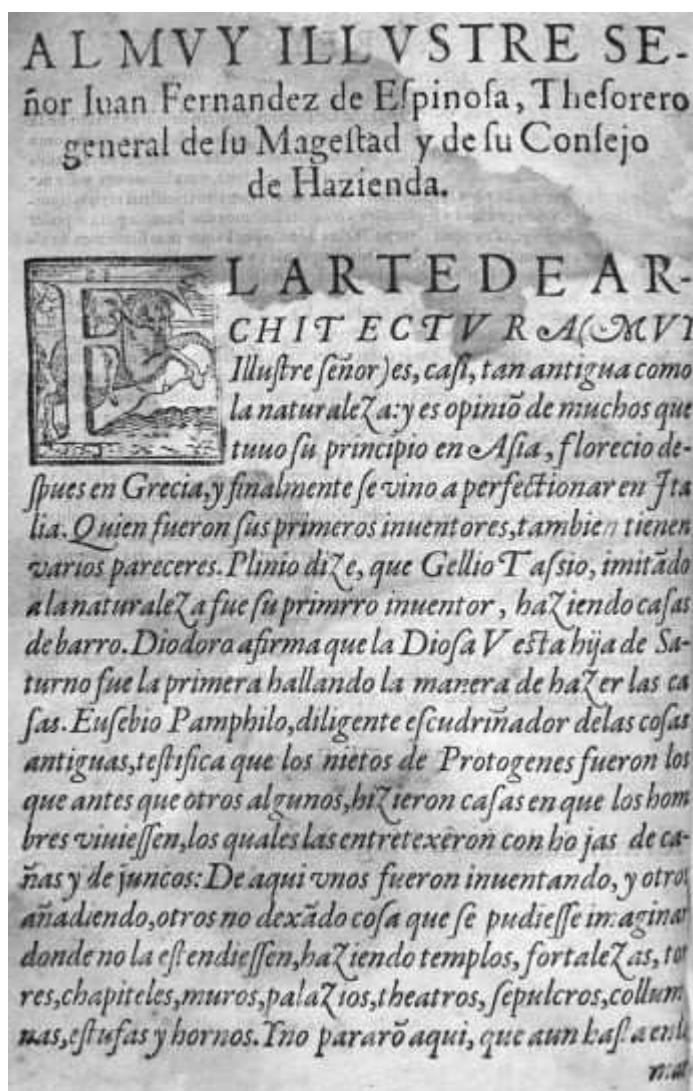 AL MVY ILLVSTRE SE-
ñor Iuan Fernandez de Eſpinoſa, Theſorero
general de ſu Mageſtad y de ſu Conſejo
de Hazienda.
EL ARTE DE AR-
CHITECTVRA (MVY
Illuſtre ſeñor) es, caſi, tan antigua como
la naturaleza: y es opiniõ de muchos que
tuuo ſu principio en Aſia, florecio de-
ſpues en Grecia, y finalmente ſe vino a perfectionar en Ita
lia. Quien fueron ſus primeros inuentores, tambien tienen
varios pareceres. Plinio dize, que Gellio Taſsio, imitãdo
a la naturaleza fue ſu primrro inuentor, haziendo caſas
de barro. Diodoro afirma que la Dioſa Veſta hija de Sa-
turno fue la primera hallando la manera de hazer las ca
ſas. Euſebio Pamphilo, diligente eſcudriñador delas coſas
antiguas, teſtifica que los nietos de Protogenes fueron los
que antes que otros algunos, hizieron caſas en que los hom
bres viuieſſen, los quales las entretexeron con hojas de ca-
ñas y de juncos: De aqui vnos fueron inuentando, y otros
añadiendo, otros no dexãdo coſa que ſe pudieſſe imaginar
donde no la eſtendieſſen, haziendo templos, fortalezas, tor
res, chapiteles, muros, palazios, theatros, ſepulcros, collum
nas, eſtufas y hornos. Y no pararõ aqui, que aun haſta en la
mar